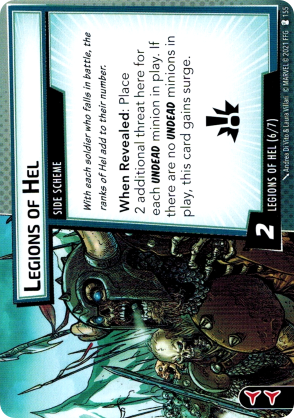 LEGIONS OF HEL
SIDE SCHEME
With each soldier who falls in battle, the
ranks of Hel add to their number.
When Revealed: Place
2 additional threat here for
each UNDEAD minion in play. If
there are no UNDEAD minions in
play, this card gains surge.
2
LEGIONS OF HEL (6/7)
Andrea Di Vito & Laura Villari
© MARVEL © 2021 FFG
155